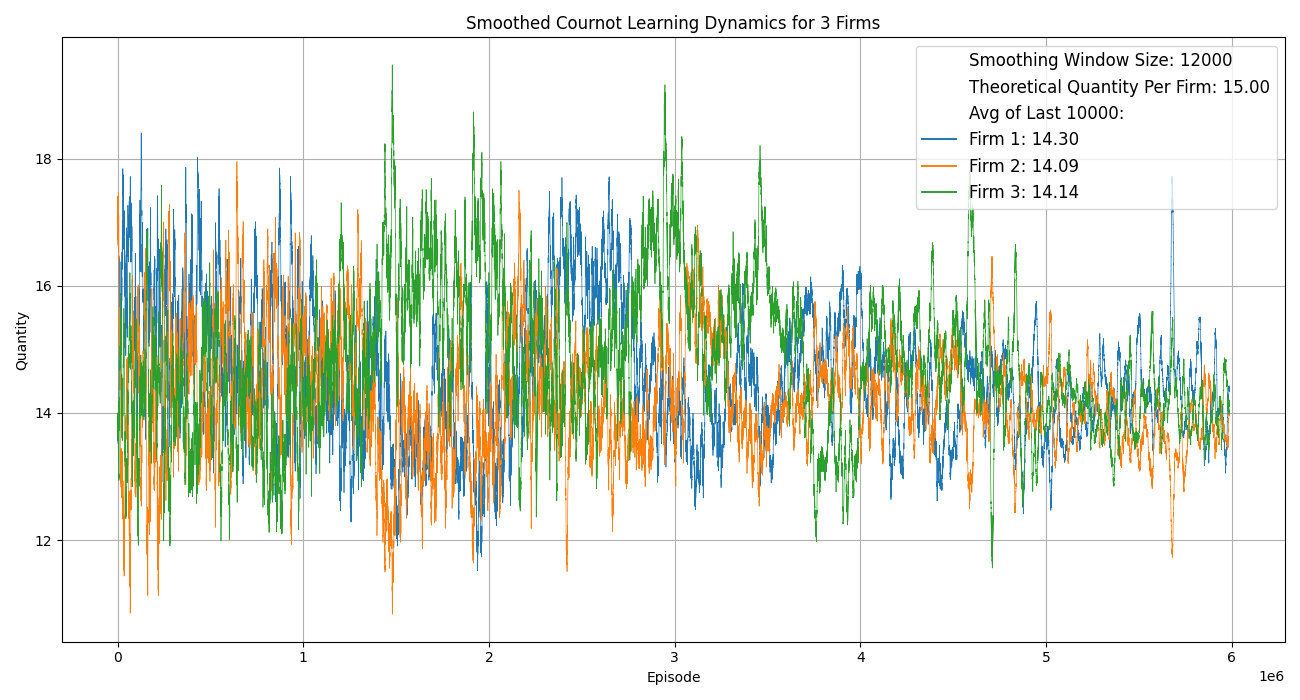 Smoothed Cournot Learning Dynamics for 3 Firms
Smoothing Window Size: 12000
Theoretical Quantity Per Firm: 15.00
Avg of Last 10000:
Firm 1: 14.30
Firm 2: 14.09
Firm 3: 14.14
Quantity
18
16
14
12
0 1 2 3 4 5 6
1e6
Episode